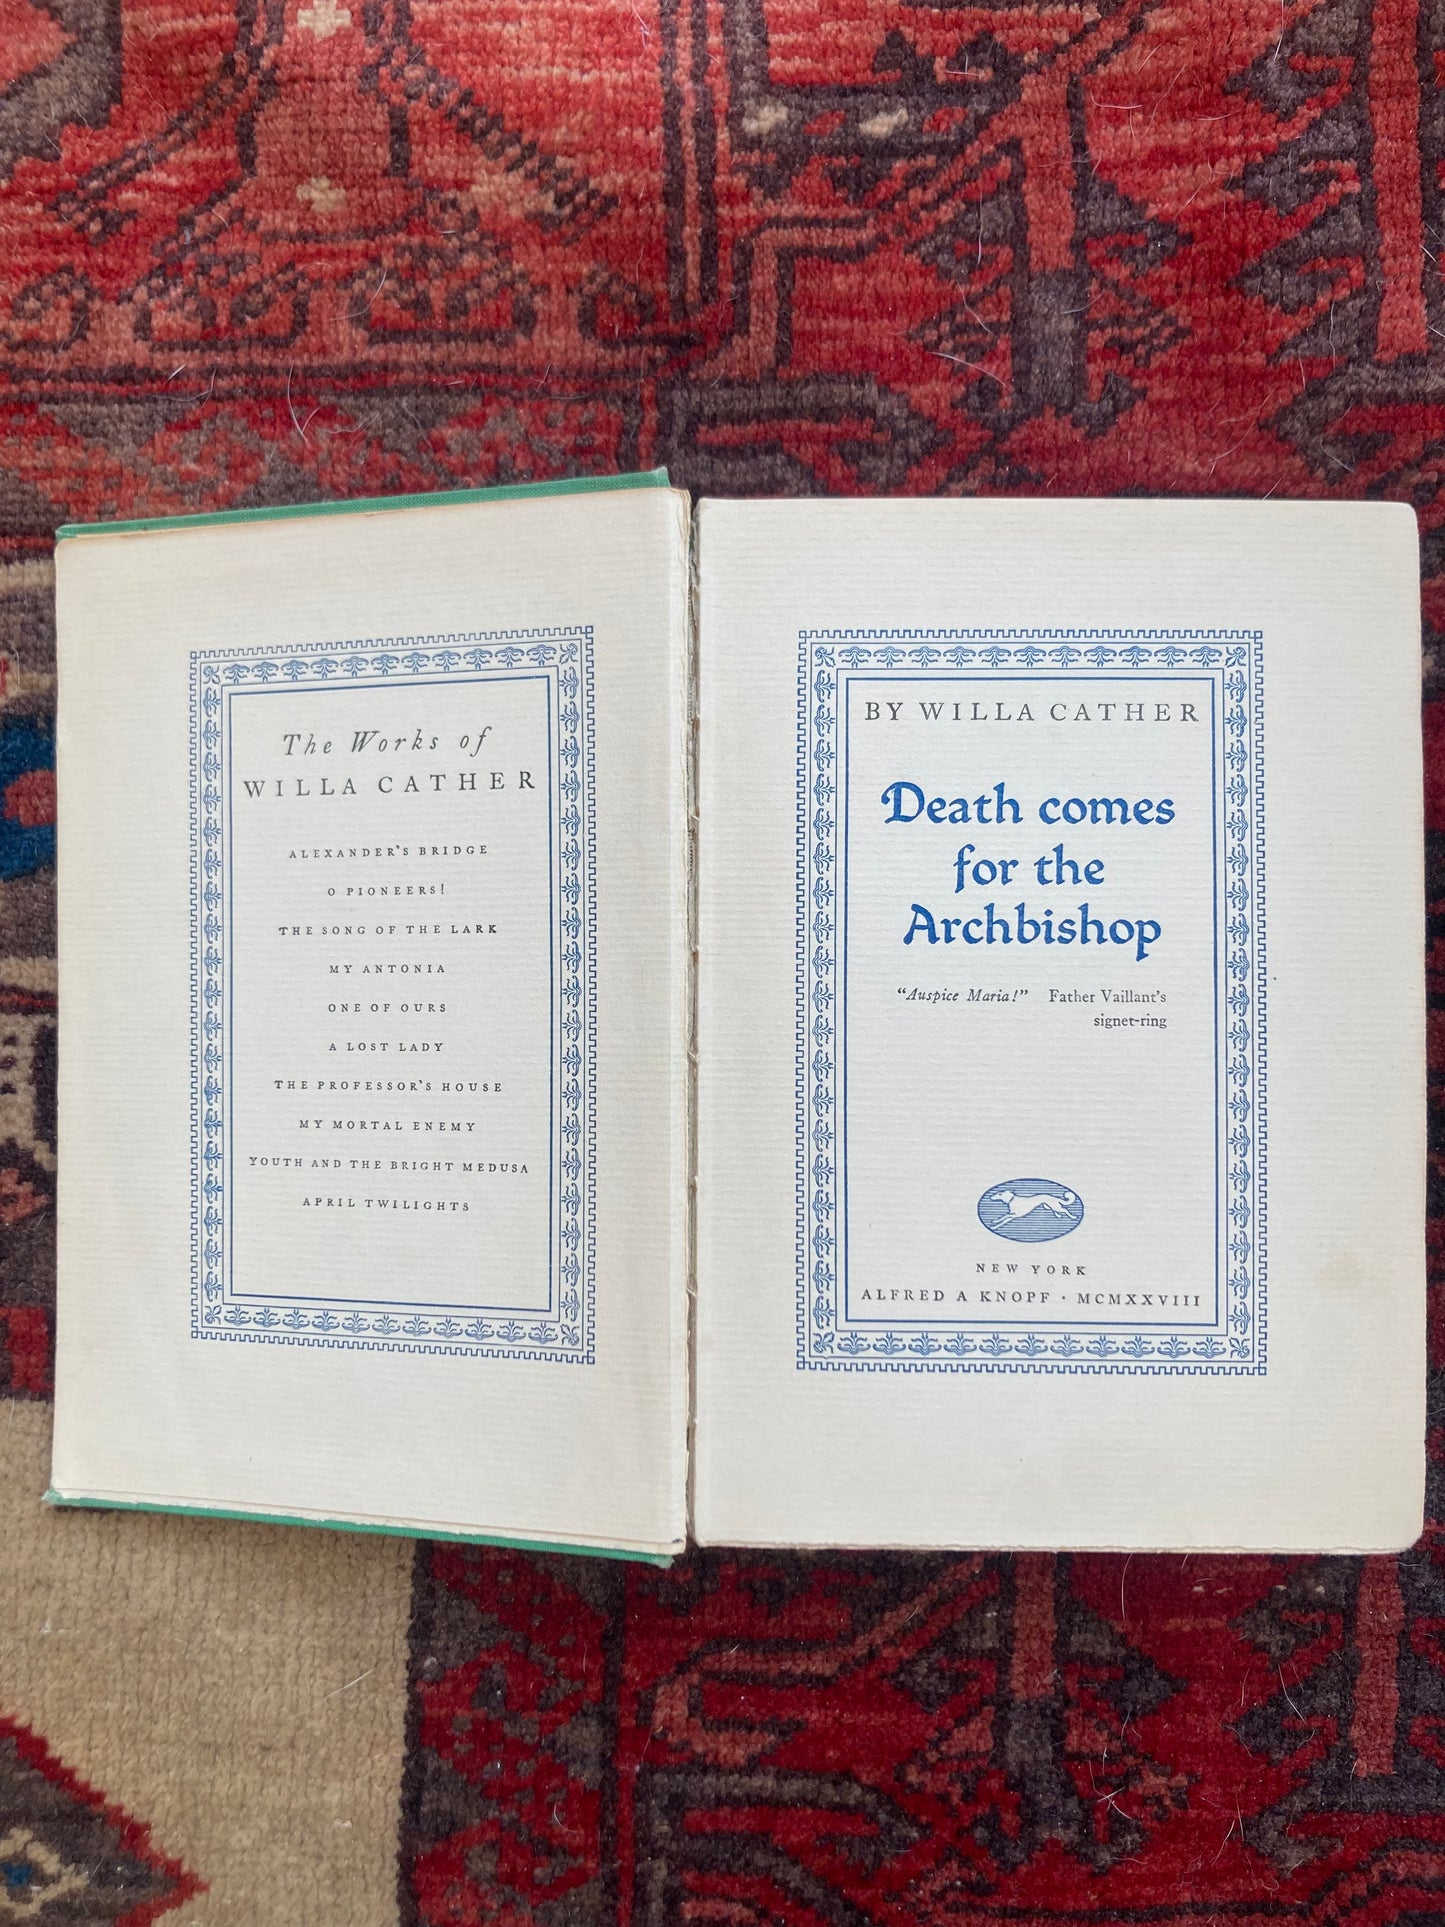 The Works of
WILLA CATHER
ALEXANDER'S BRIDGE
O PIONEERS!
THE SONG OF THE LARK
MY ANTONIA
ONE OF OURS
A LOST LADY
THE PROFESSOR'S HOUSE
MY MORTAL ENEMY
YOUTH AND THE BRIGHT MEDUSA
APRIL TWILIGHTS
BY WILLA CATHER
Death comes
for the
Archbishop
"Auspice Maria!" Father Vaillant's
signet-ring
NEW YORK
ALFRED A KNOPF · MCMXXVIII